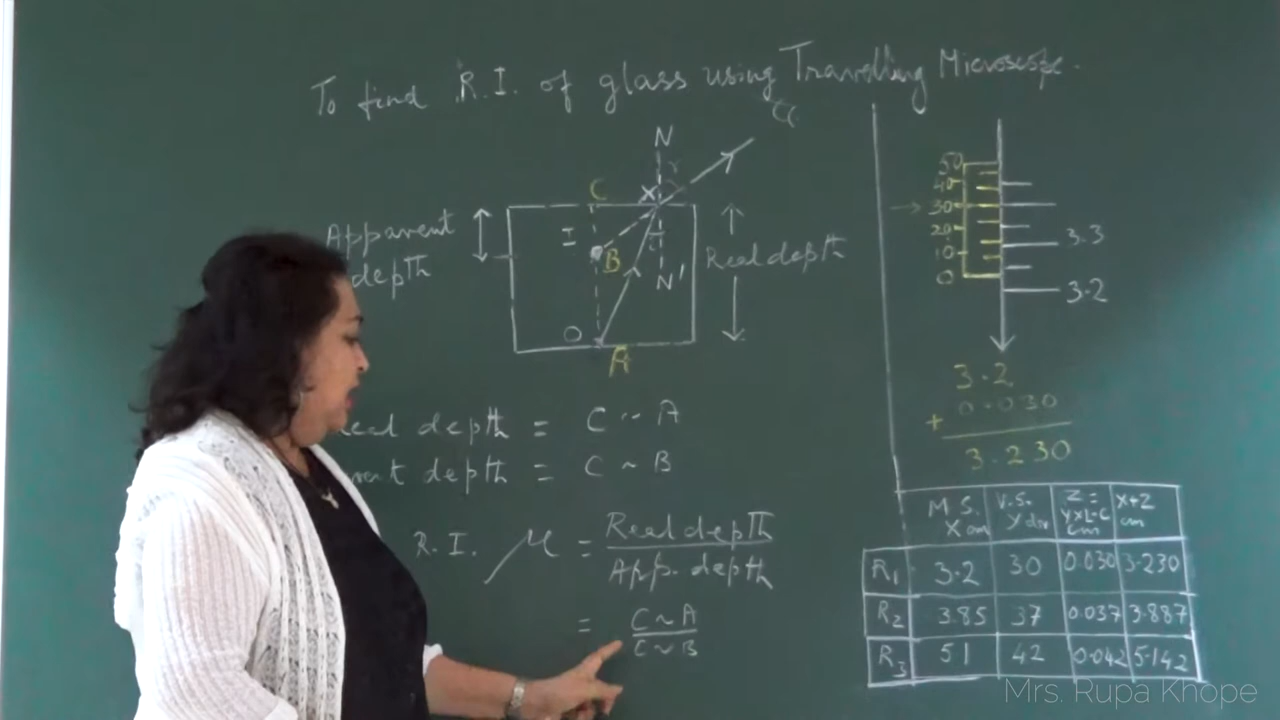 To find R.I. of glass using Travelling Microscope.
N
r
C
X
I
B
i
N'
O
A
Apparent
depth
Real depth
50
40
30
20
10
0
3.3
3.2
3.2
+ 0.030
3.230
depth = C ~ A
depth = C ~ B
R.I. μ = Real depth
App. depth
= C ~ A
C ~ B
M.S. X cm V.S. Y div Z = Y×L.C cm X+Z cm
R1 3.2 30 0.030 3.230
R2 3.85 37 0.037 3.887
R3 5.1 42 0.042 5.142
Mrs. Rupa Khope